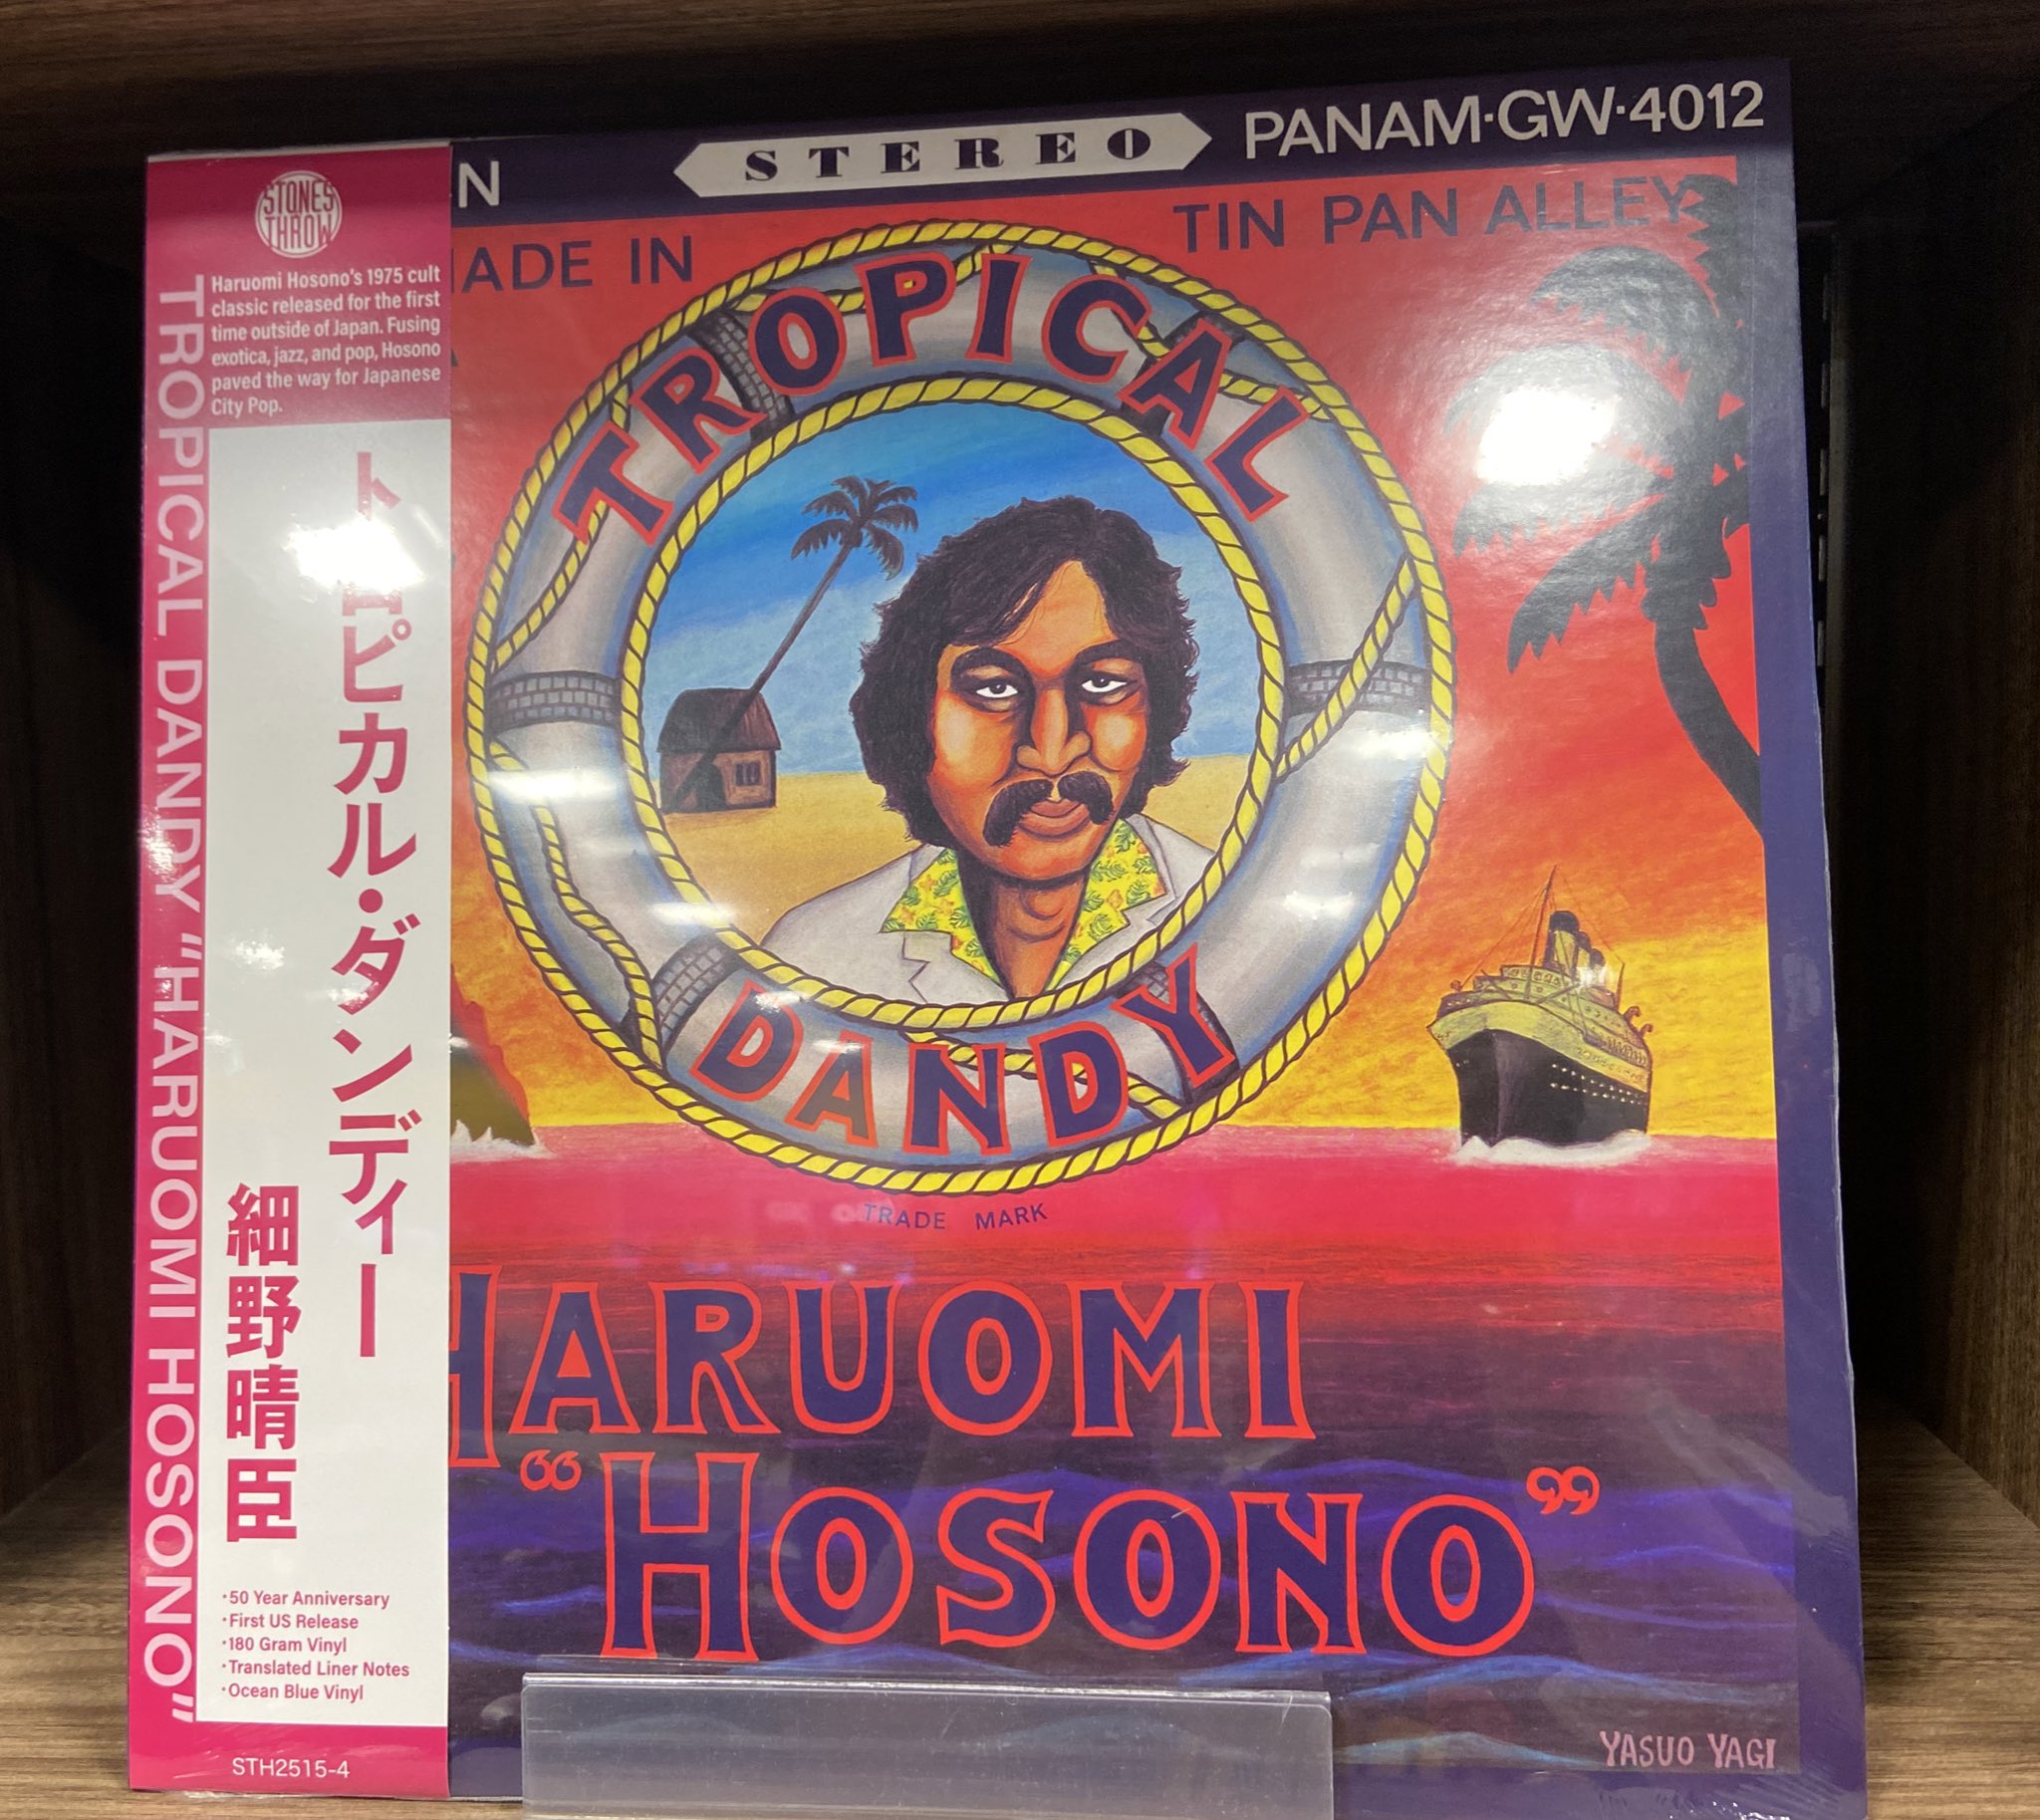 STONES
THROW
Haruomi Hosono's 1975 cult
classic released for the first
time outside of Japan. Fusing
exotica, jazz, and pop, Hosono
paved the way for Japanese
City Pop.
TROPICAL DANDY "HARUOMI HOSONO"
トロピカル・ダンディー
細野晴臣
・50 Year Anniversary
・First US Release
・180 Gram Vinyl
・Translated Liner Notes
・Ocean Blue Vinyl
STH2515-4
STEREO
PANAM·GW·4012
IN
TIN PAN ALLEY
TROPICAL
DANDY
TRADE MARK
HARUOMI
“HOSONO”
YASUO YAGI